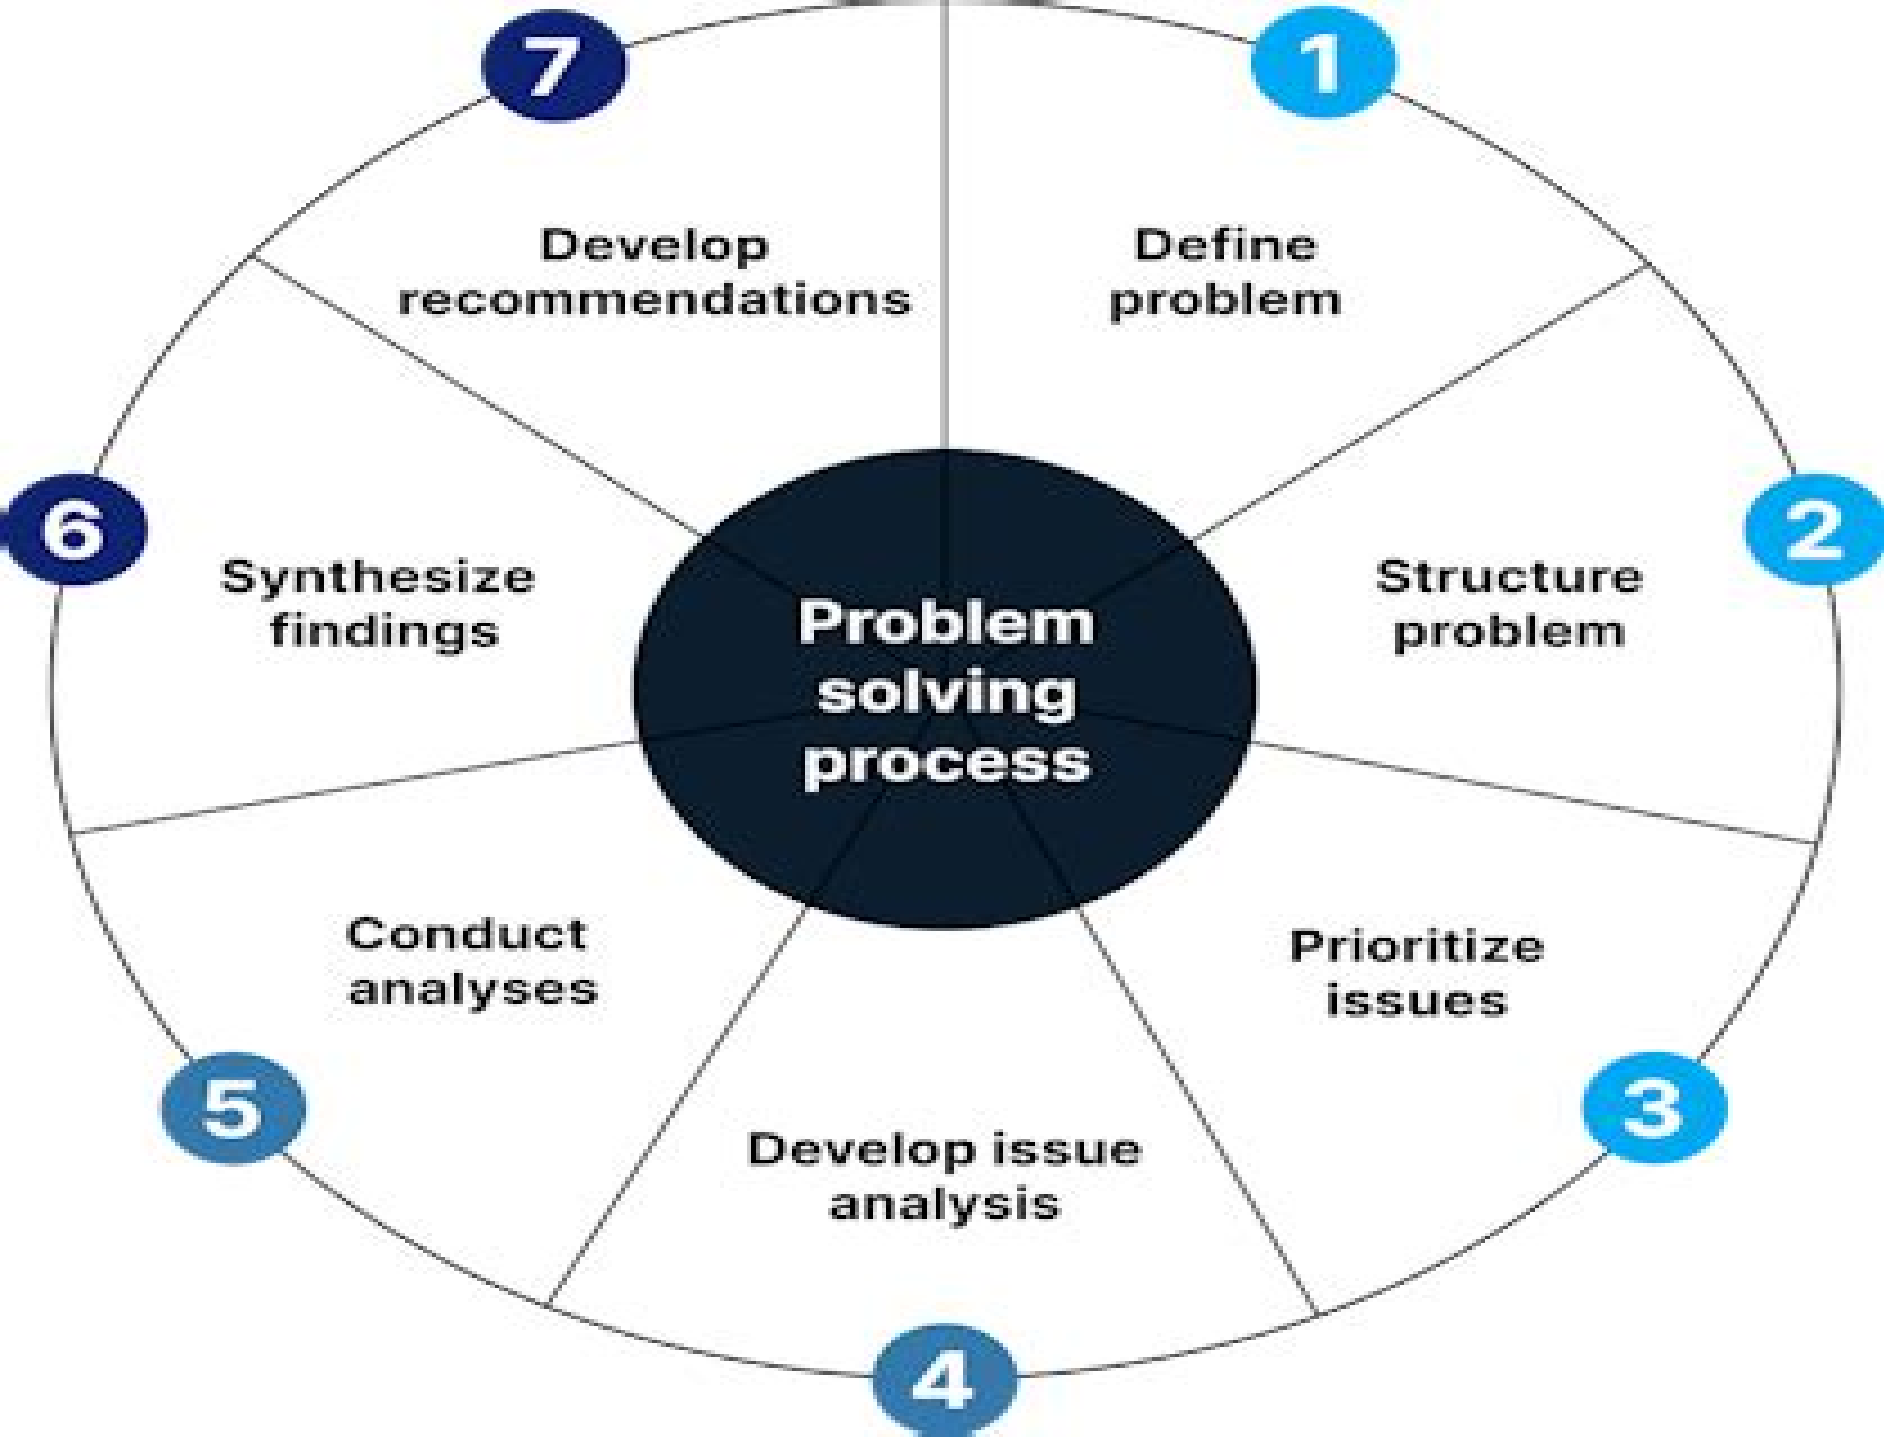 Problem
solving
process
1
Define
problem
2
Structure
problem
3
Prioritize
issues
4
Develop issue
analysis
5
Conduct
analyses
6
Synthesize
findings
7
Develop
recommendations